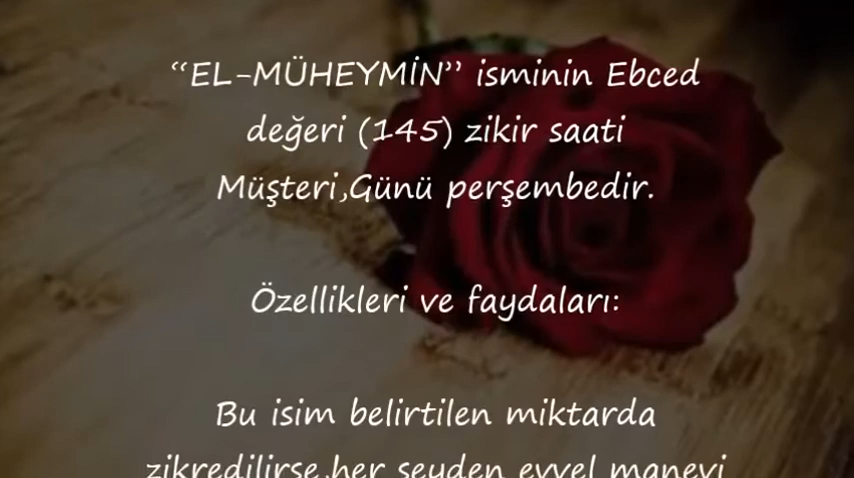 “EL-MÜHEYMİN” isminin Ebced
değeri (145) zikir saati
Müşteri,Günü perşembedir.
Özellikleri ve faydaları:
Bu isim belirtilen miktarda
zikredilirse,her şeyden evvel manevi